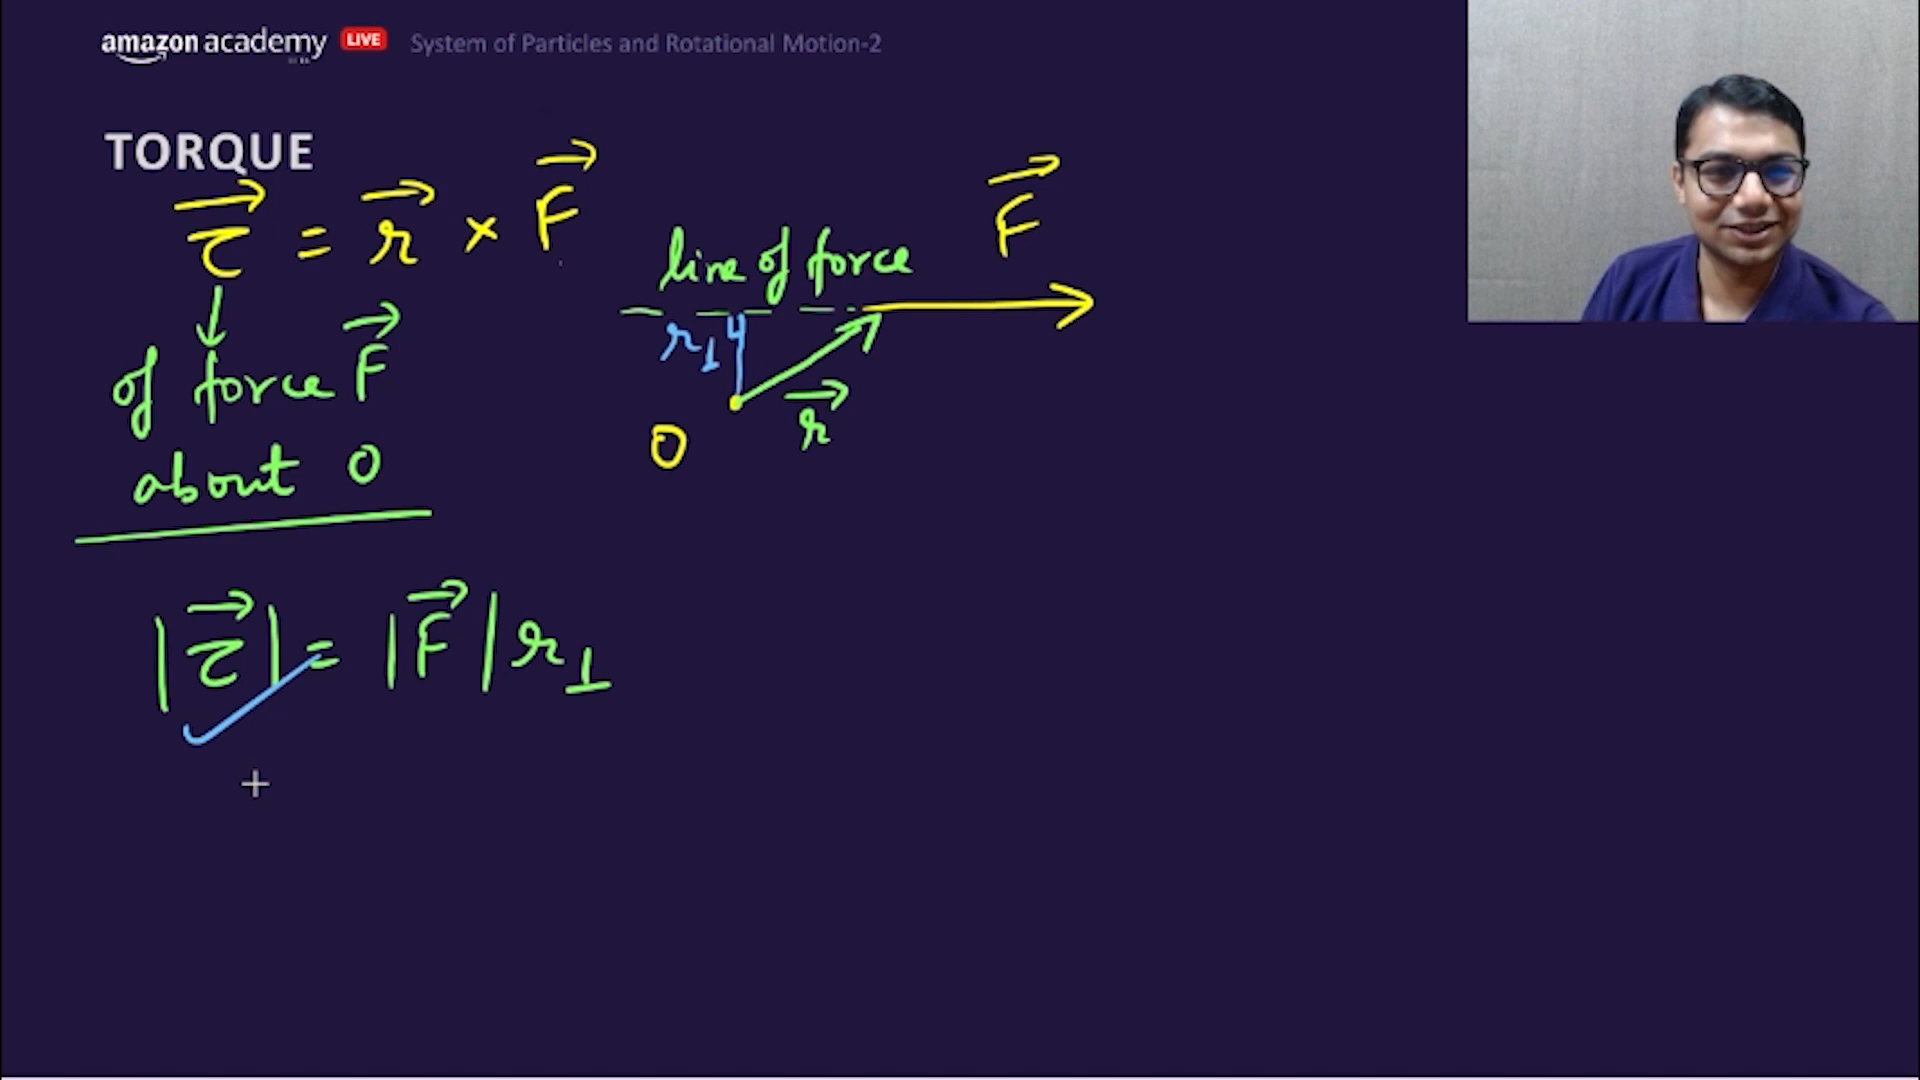 amazon academy LIVE System of Particles and Rotational Motion-2
TORQUE
τ⃗ = r⃗ × F⃗
of force F⃗
about O
F⃗
line of force
r⊥
r⃗
O
|τ⃗| = |F⃗| r⊥